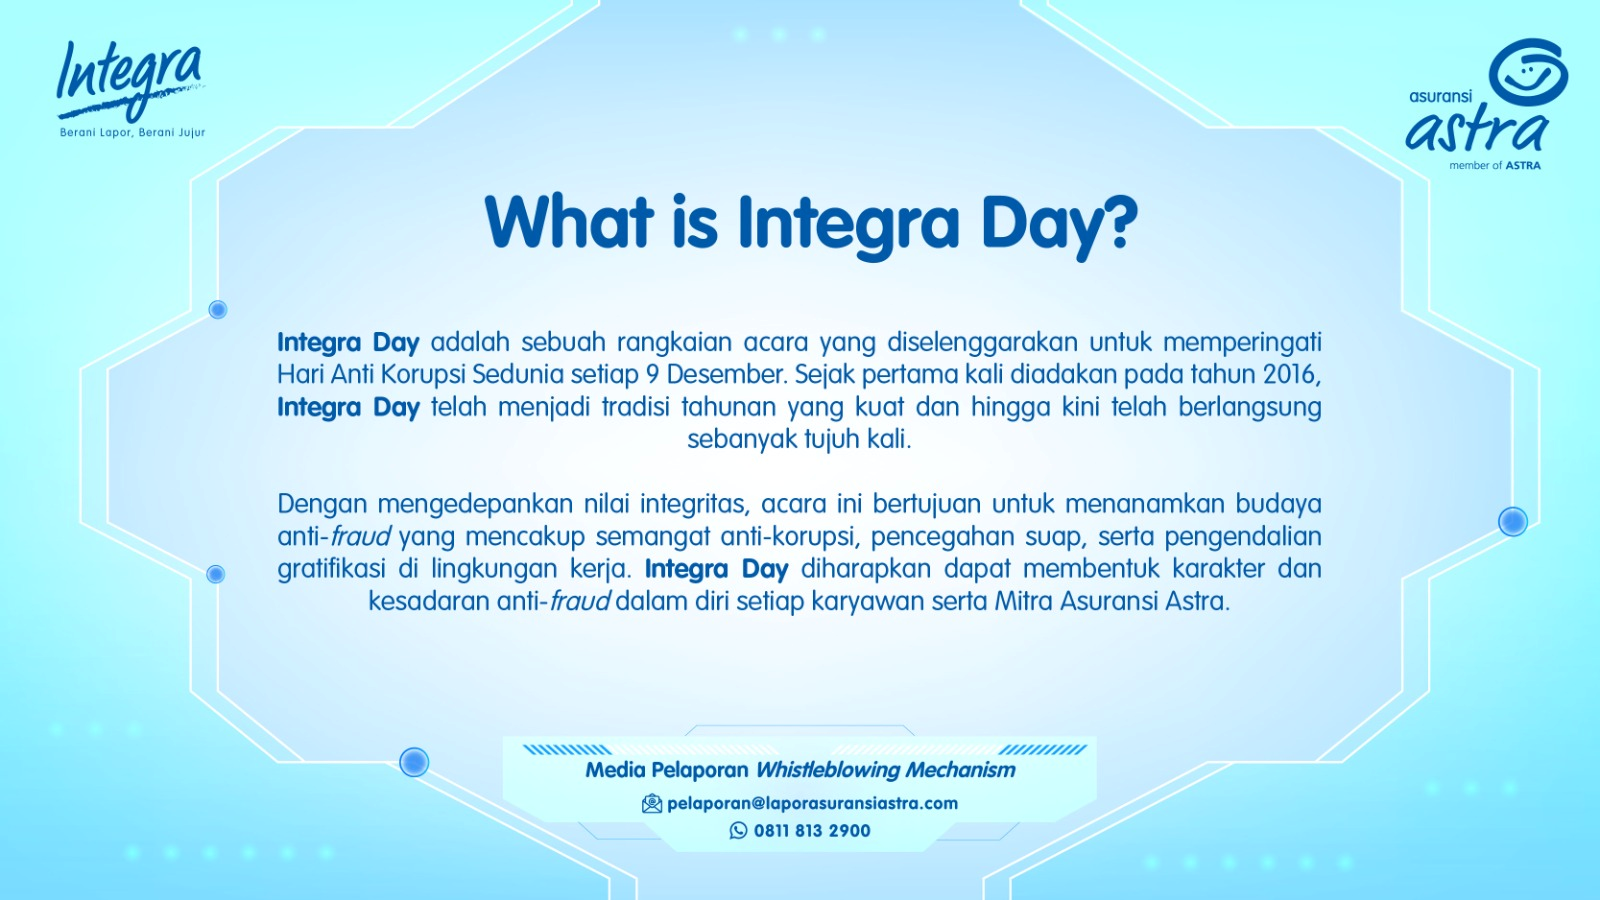 Integra
Berani Lapor, Berani Jujur
asuransi
astra
member of ASTRA
What is Integra Day?
Integra Day adalah sebuah rangkaian acara yang diselenggarakan untuk memperingati
Hari Anti Korupsi Sedunia setiap 9 Desember. Sejak pertama kali diadakan pada tahun 2016,
Integra Day telah menjadi tradisi tahunan yang kuat dan hingga kini telah berlangsung
sebanyak tujuh kali.
Dengan mengedepankan nilai integritas, acara ini bertujuan untuk menanamkan budaya
anti-fraud yang mencakup semangat anti-korupsi, pencegahan suap, serta pengendalian
gratifikasi di lingkungan kerja. Integra Day diharapkan dapat membentuk karakter dan
kesadaran anti-fraud dalam diri setiap karyawan serta Mitra Asuransi Astra.
Media Pelaporan Whistleblowing Mechanism
pelaporan@laporasuransiastra.com
0811 813 2900